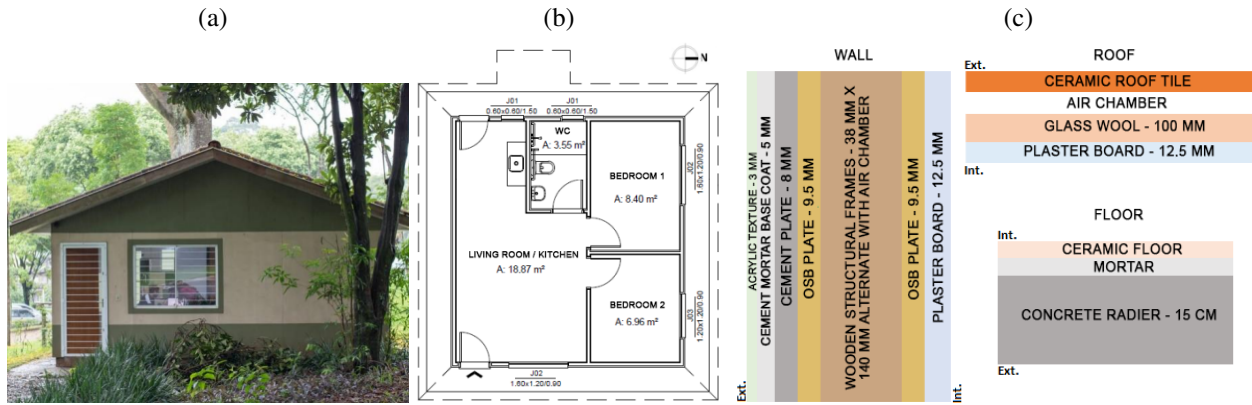 (a)
(b)
(c)
N
J01
0.60x0.60/1.50
J01
0.60x0.60/1.50
WC
A: 3.55 m²
BEDROOM 1
A: 8.40 m²
J02
1.60x1.20/0.90
LIVING ROOM / KITCHEN
A: 18.87 m²
BEDROOM 2
A: 6.96 m²
J03
1.20x1.20/0.90
J02
1.60x1.20/0.90
WALL
Ext.
ACRYLIC TEXTURE - 3 MM
CEMENT MORTAR BASE COAT - 5 MM
CEMENT PLATE - 8 MM
OSB PLATE - 9.5 MM
WOODEN STRUCTURAL FRAMES - 38 MM X
140 MM ALTERNATE WITH AIR CHAMBER
OSB PLATE - 9.5 MM
PLASTER BOARD - 12.5 MM
Int.
ROOF
Ext.
CERAMIC ROOF TILE
AIR CHAMBER
GLASS WOOL - 100 MM
PLASTER BOARD - 12.5 MM
Int.
FLOOR
Int.
CERAMIC FLOOR
MORTAR
CONCRETE RADIER - 15 CM
Ext.